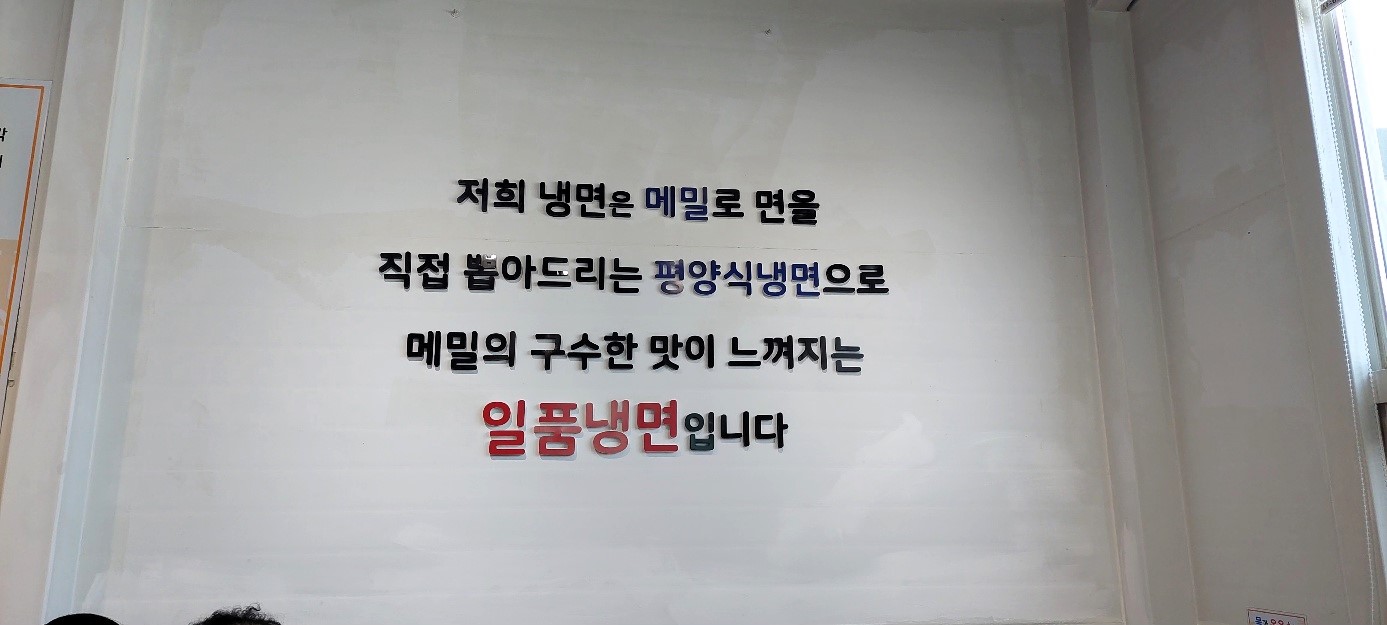 저희 냉면은 메밀로 면을
직접 뽑아드리는 평양식냉면으로
메밀의 구수한 맛이 느껴지는
일품냉면입니다